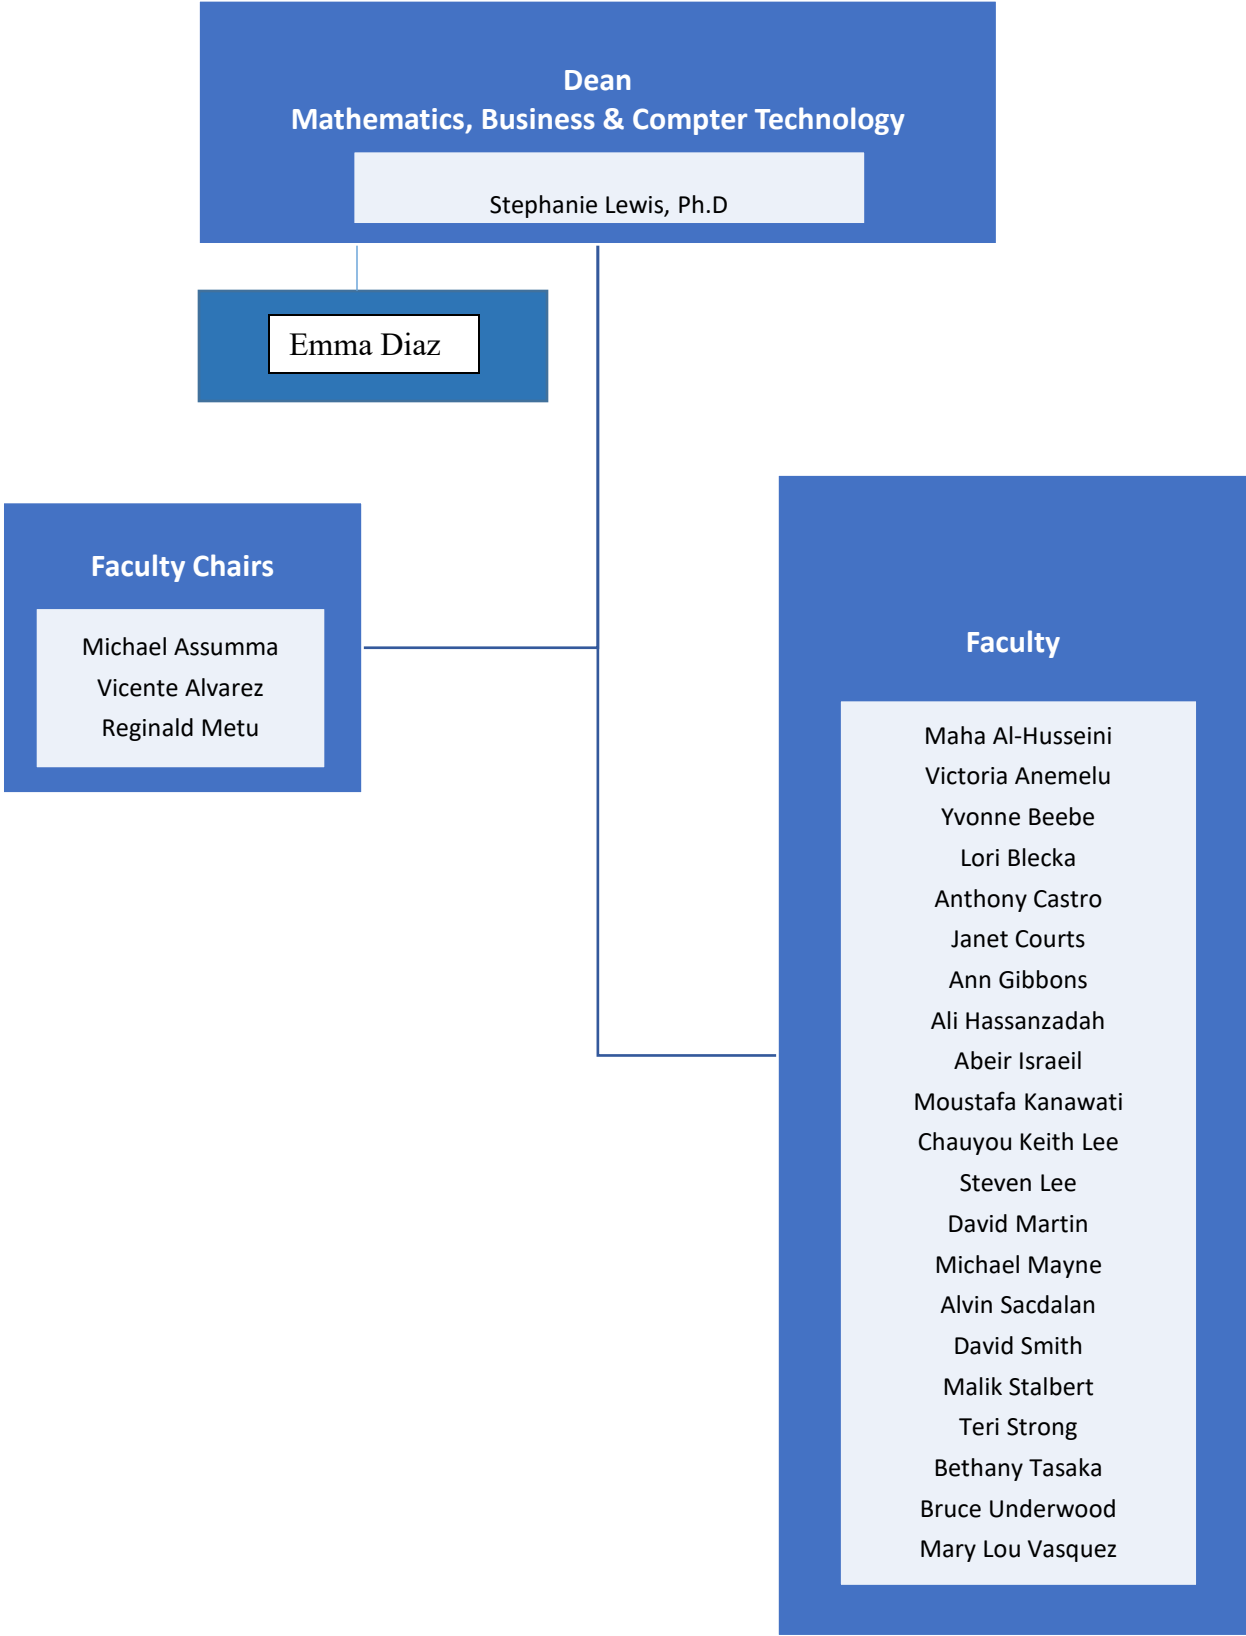 Dean
Mathematics, Business & Compter Technology
Stephanie Lewis, Ph.D
Emma Diaz
Faculty Chairs
Michael Assumma
Vicente Alvarez
Reginald Metu
Faculty
Maha Al-Husseini
Victoria Anemelu
Yvonne Beebe
Lori Blecka
Anthony Castro
Janet Courts
Ann Gibbons
Ali Hassanzadah
Abeir Israeil
Moustafa Kanawati
Chauyou Keith Lee
Steven Lee
David Martin
Michael Mayne
Alvin Sacdalan
David Smith
Malik Stalbert
Teri Strong
Bethany Tasaka
Bruce Underwood
Mary Lou Vasquez